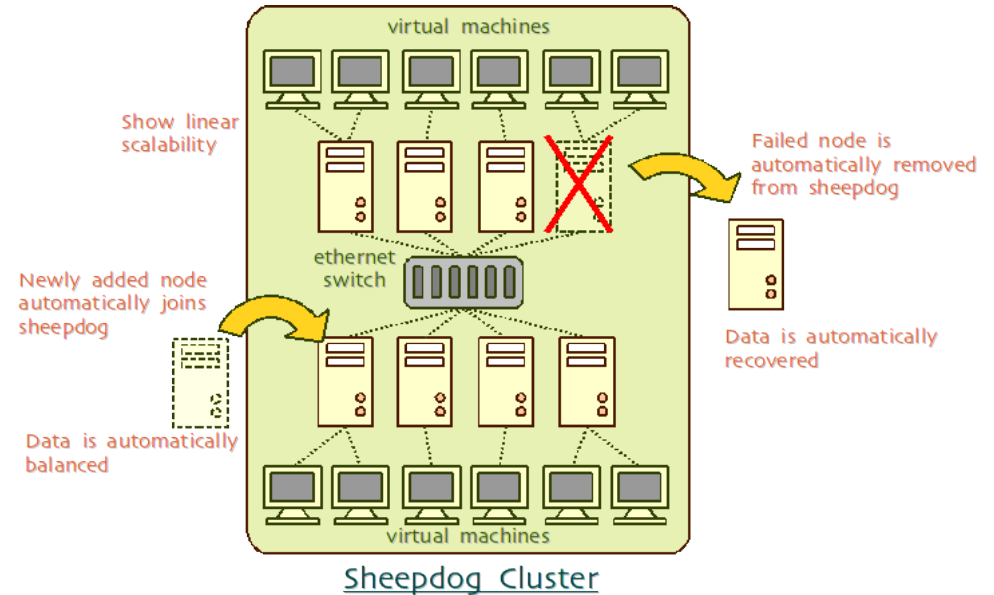 virtual machines
Show linear
scalability
Failed node is
automatically removed
from sheepdog
ethernet
switch
Newly added node
automatically joins
sheepdog
Data is automatically
recovered
Data is automatically
balanced
virtual machines
Sheepdog Cluster